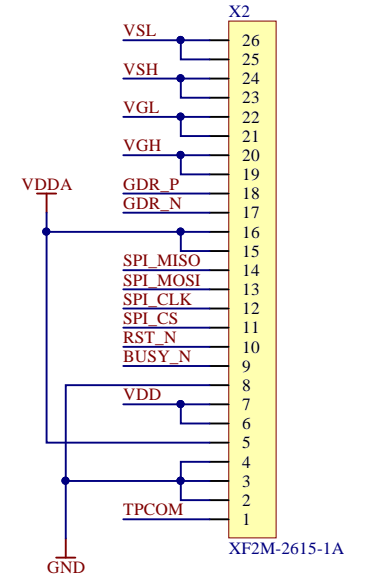 X2
VSL 26
25
VSH 24
23
VGL 22
21
VGH 20
19
VDDA GDR_P 18
GDR_N 17
16
15
SPI_MISO 14
SPI_MOSI 13
SPI_CLK 12
SPI_CS 11
RST_N 10
BUSY_N 9
8
VDD 7
6
5
4
3
2
TPCOM 1
XF2M-2615-1A
GND